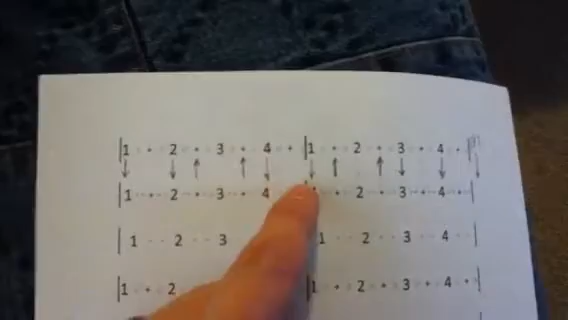 |1 + 2 + 3 + 4 + |1 + 2 + 3 + 4 + |
↓ ↓ ↑ ↑ ↓ ↓ ↑ ↑ ↓ ↓ ↓
|1 + 2 + 3 + 4 + 2 + 3 + 4 + |
| 1 2 3 1 2 3 4 |
|1 + 2 |1 + 2 + 3 + 4 + |